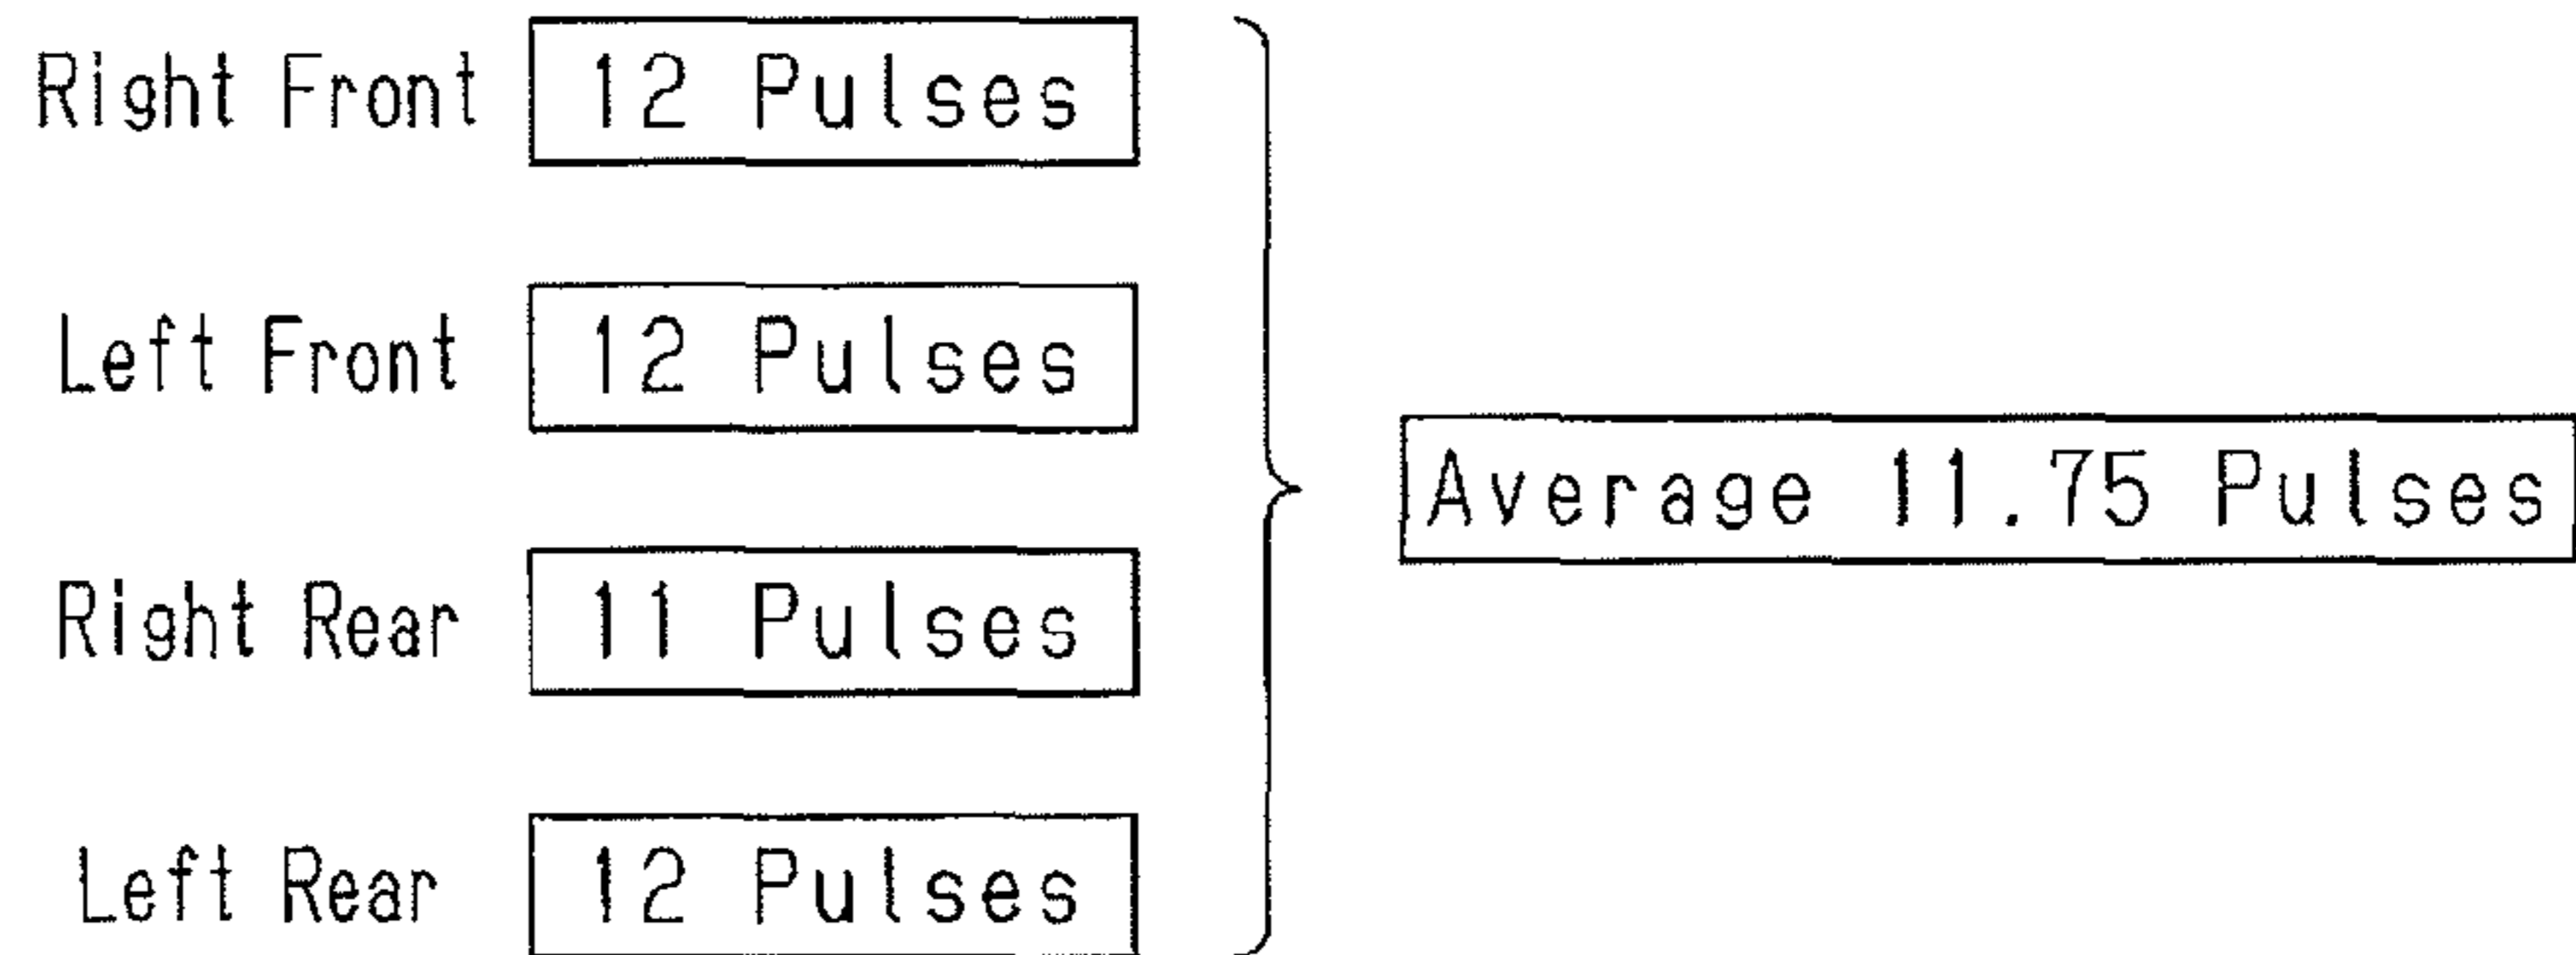 Right Front 12 Pulses
Left Front 12 Pulses
Average 11.75 Pulses
Right Rear 11 Pulses
Left Rear 12 Pulses